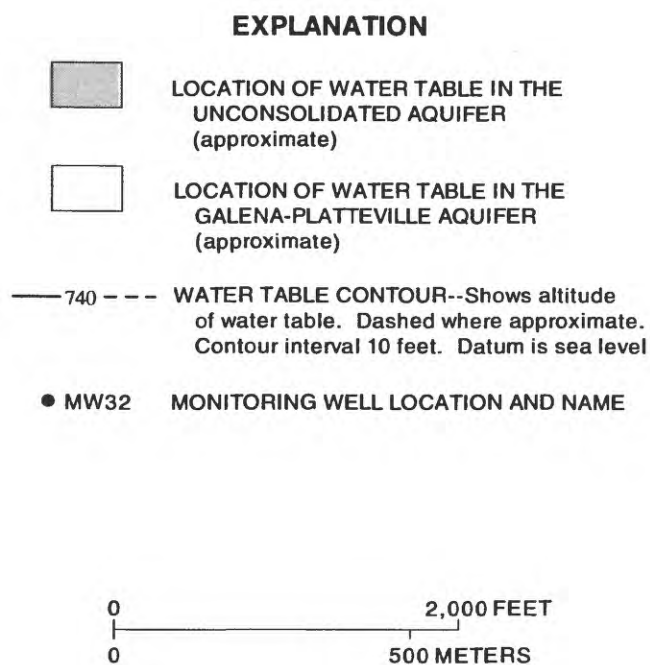 EXPLANATION
LOCATION OF WATER TABLE IN THE
UNCONSOLIDATED AQUIFER
(approximate)
LOCATION OF WATER TABLE IN THE
GALENA-PLATTEVILLE AQUIFER
(approximate)
740 WATER TABLE CONTOUR--Shows altitude
of water table. Dashed where approximate.
Contour interval 10 feet. Datum is sea level
MW32 MONITORING WELL LOCATION AND NAME
0 2,000 FEET
0 500 METERS